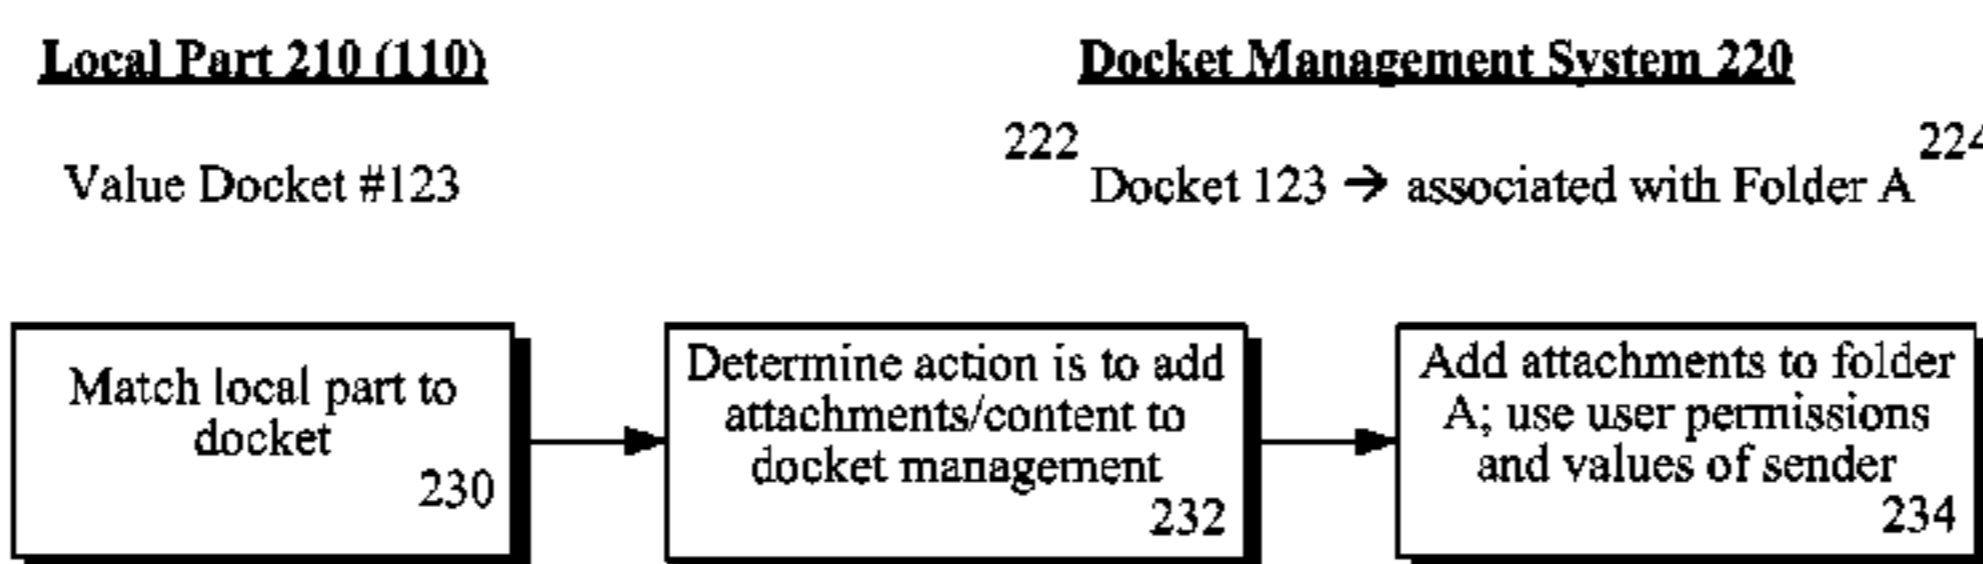 Local Part 210 (110)
Docket Management System 220
222
224
Value Docket #123
Docket 123 → associated with Folder A
Match local part to
docket
230
Determine action is to add
attachments/content to
docket management
232
Add attachments to folder
A; use user permissions
and values of sender
234